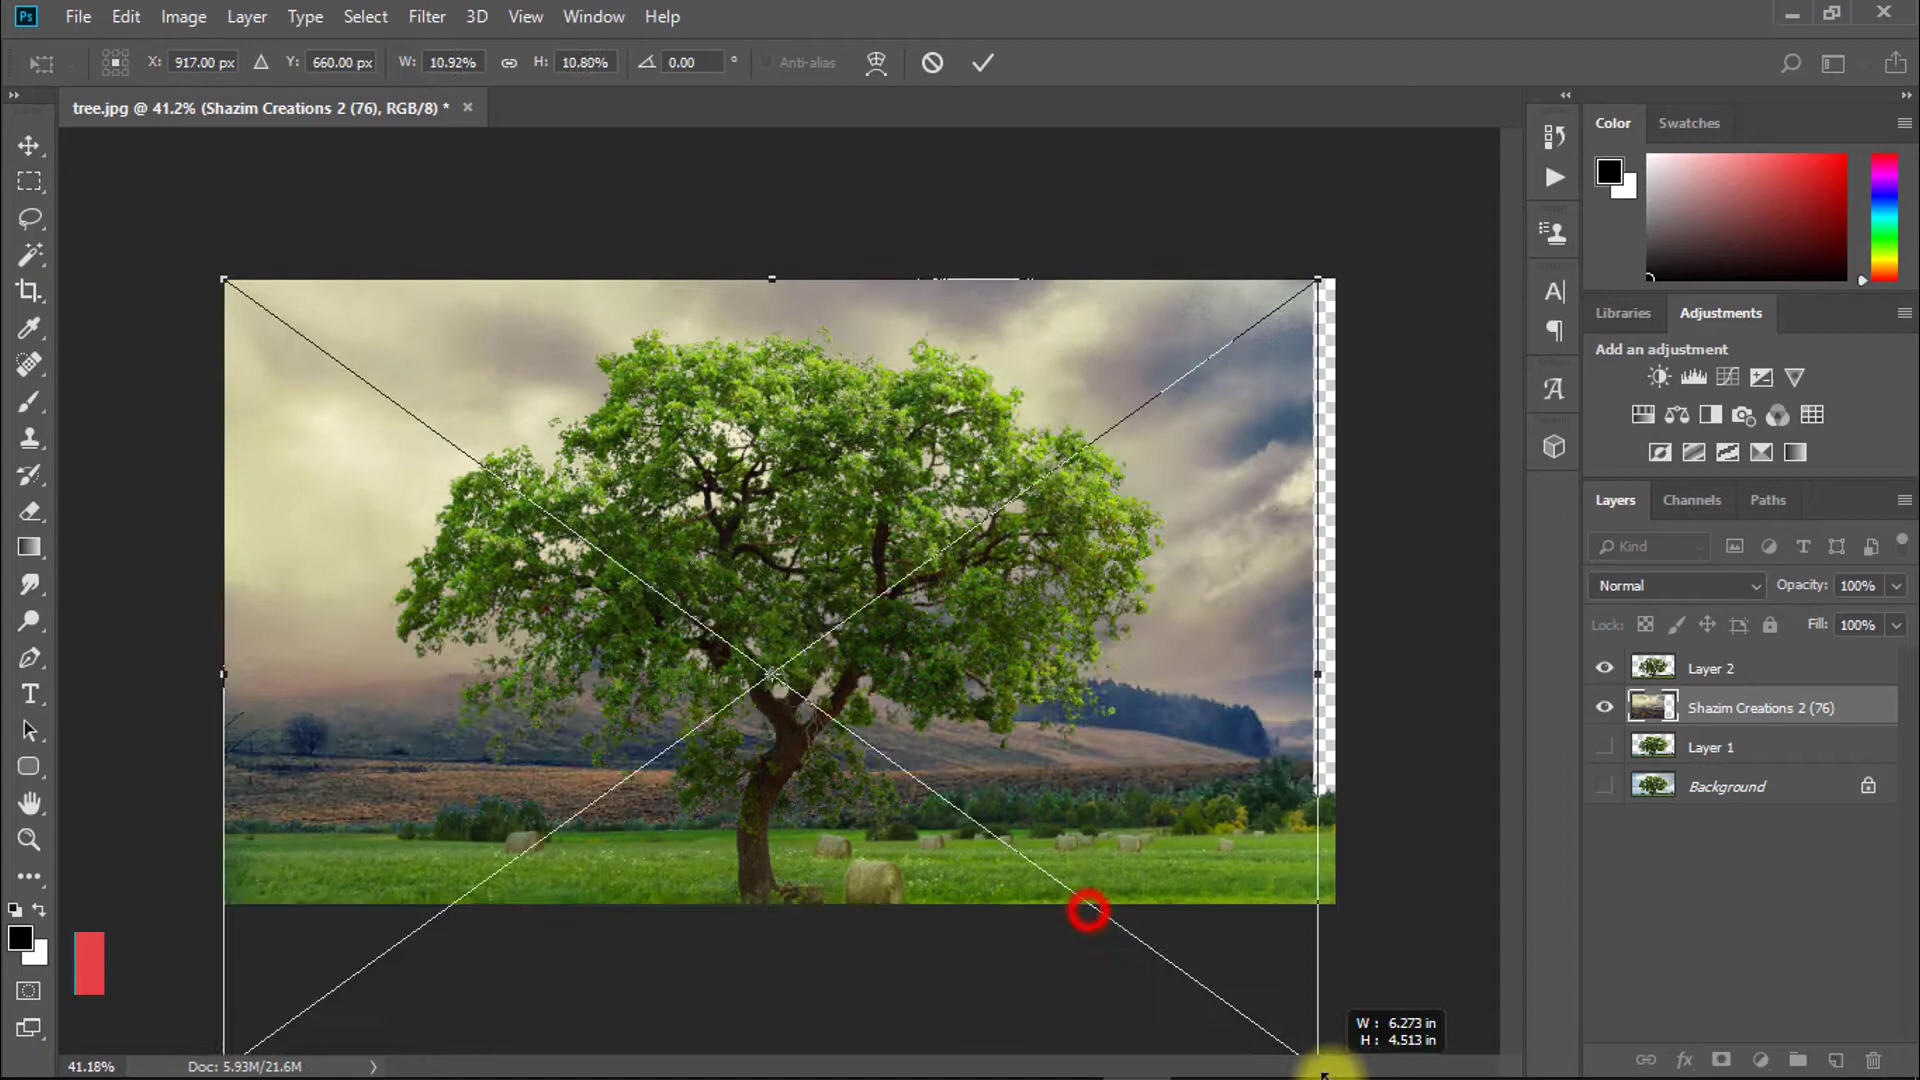 Ps File Edit Image Layer Type Select Filter 3D View Window Help
X: 917.00 px Y: 660.00 px W: 10.92% H: 10.80% 0.00 ° Anti-alias
tree.jpg @ 41.2% (Shazim Creations 2 (76), RGB/8) *
Color Swatches
Libraries Adjustments
Add an adjustment
Layers Channels Paths
Kind
Normal Opacity: 100%
Lock: Fill: 100%
Layer 2
Shazim Creations 2 (76)
Layer 1
Background
W : 6.273 in
H : 4.513 in
41.18% Doc: 5.93M/21.6M